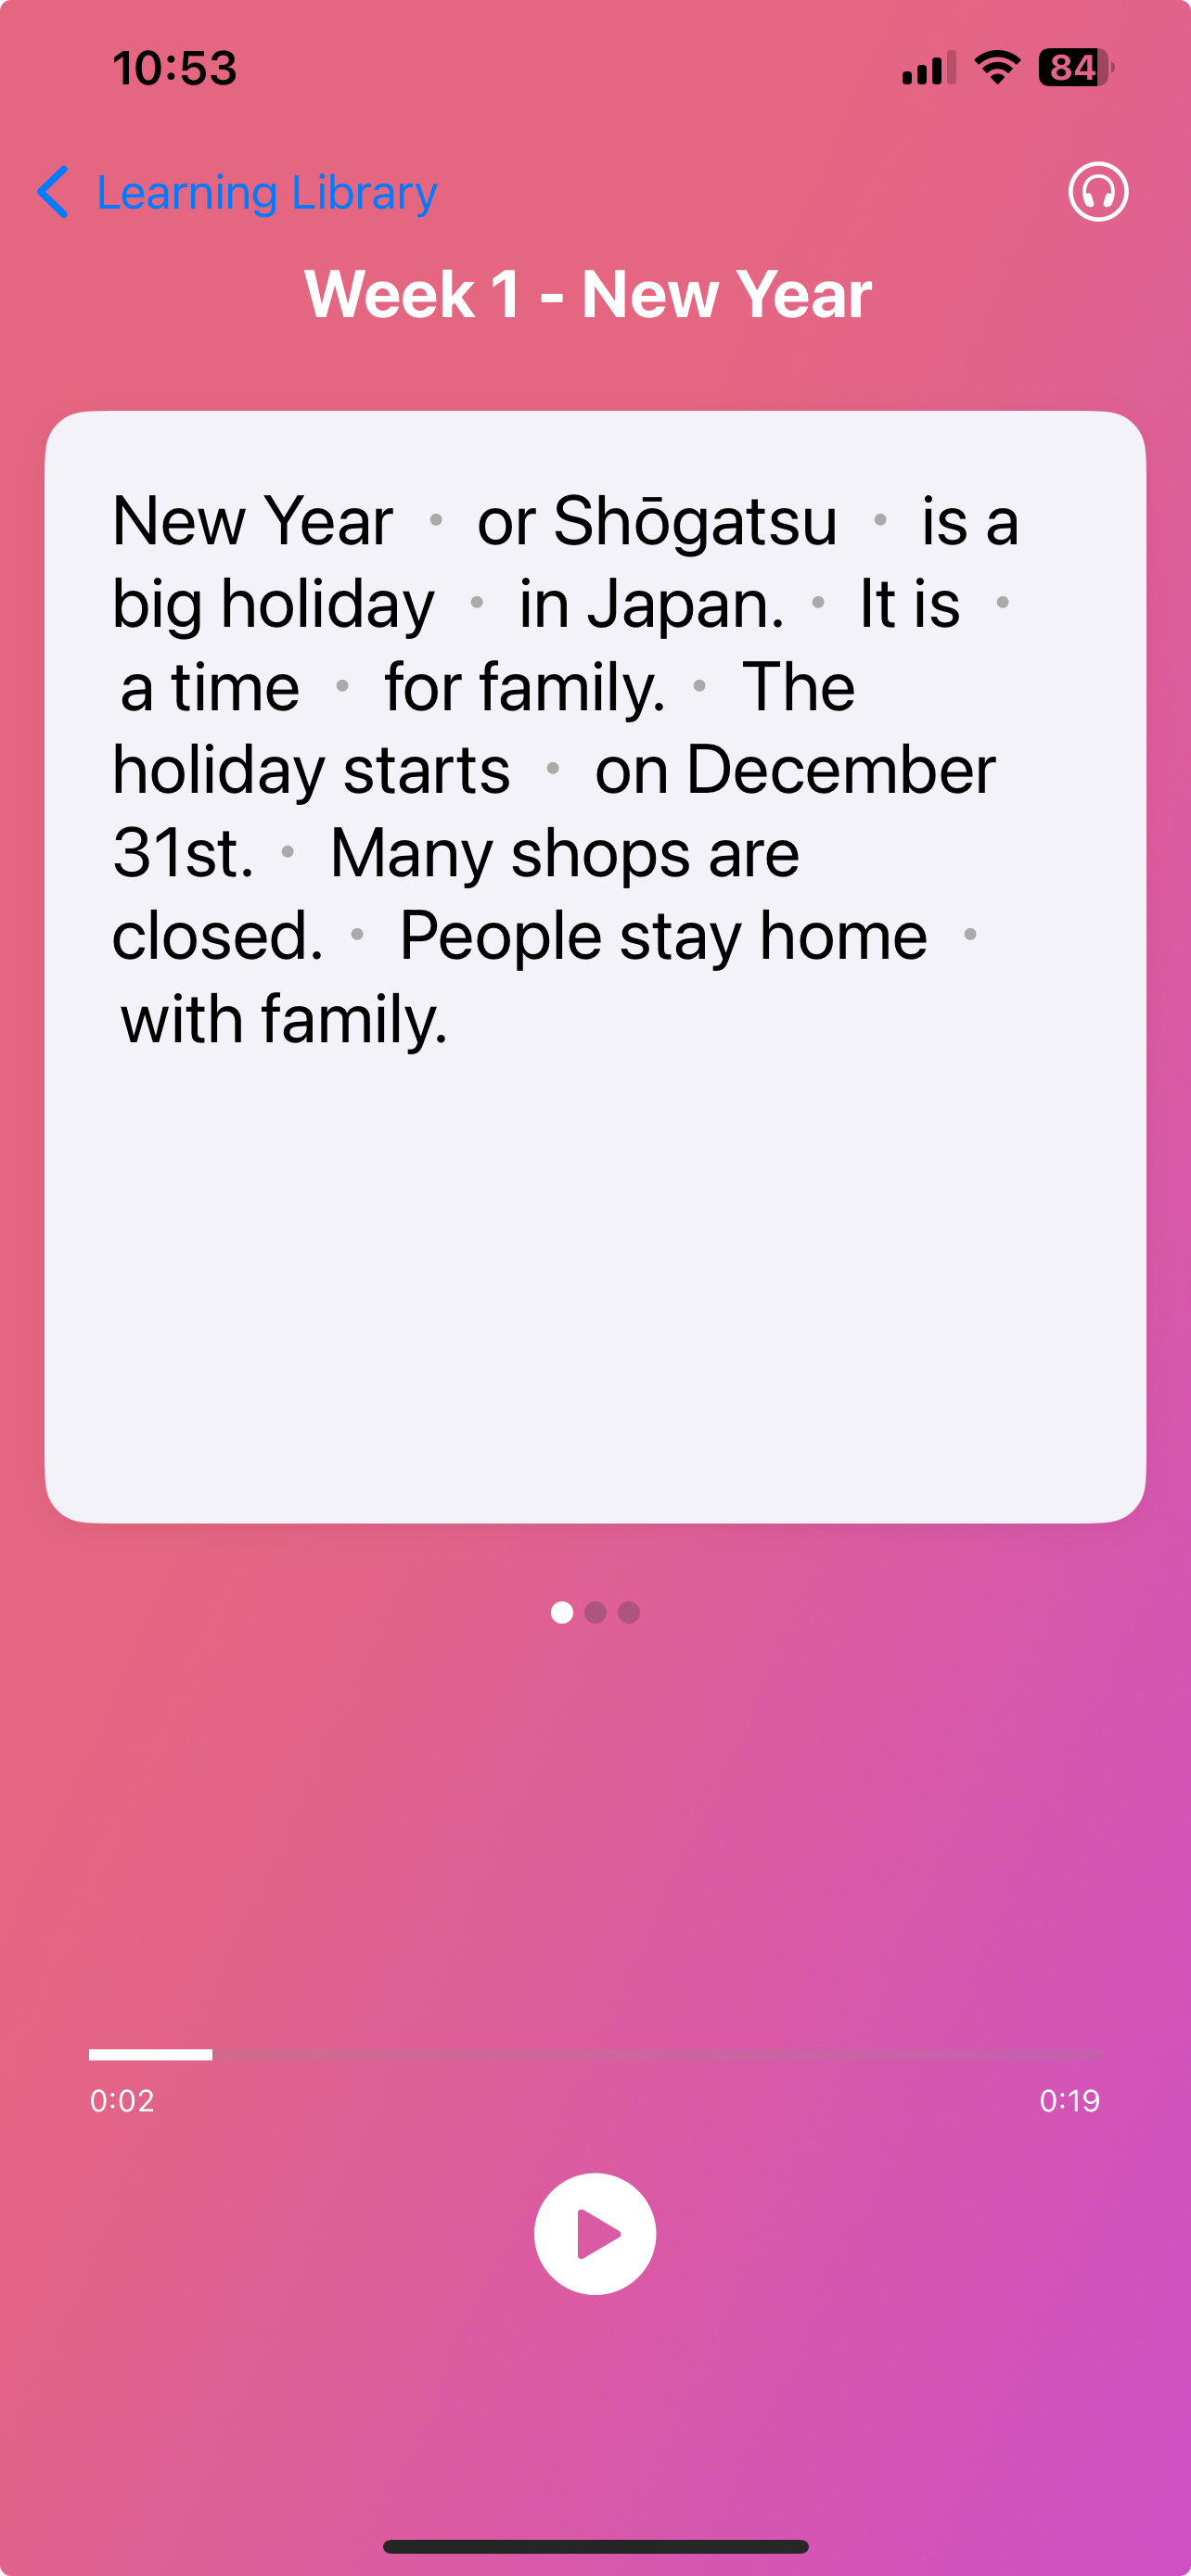 10:53
84
Learning Library
Week 1 - New Year
New Year • or Shōgatsu • is a
big holiday • in Japan. • It is •
a time • for family. • The
holiday starts • on December
31st. • Many shops are
closed. • People stay home •
with family.
0:02
0:19